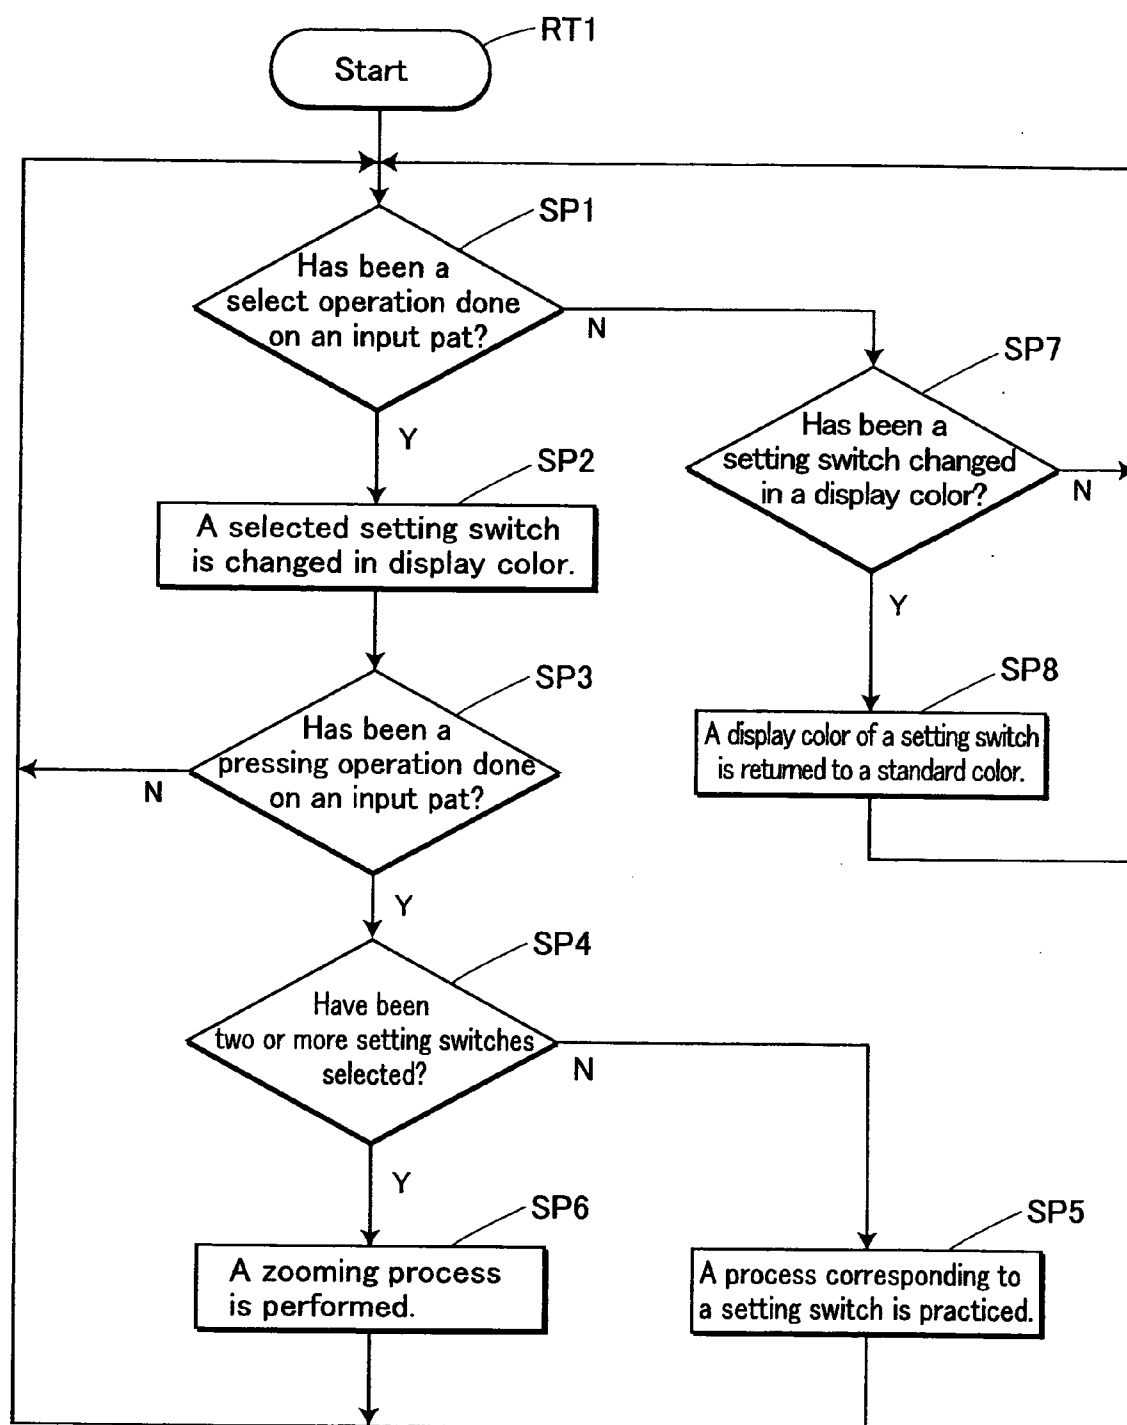 RT1
Start
SP1
Has been a
select operation done
on an input pat?
N
Y
SP7
Has been a
setting switch changed
in a display color?
N
Y
SP2
A selected setting switch
is changed in display color.
SP3
Has been a
pressing operation done
on an input pat?
N
Y
SP8
A display color of a setting switch
is returned to a standard color.
SP4
Have been
two or more setting switches
selected?
N
Y
SP6
A zooming process
is performed.
SP5
A process corresponding to
a setting switch is practiced.